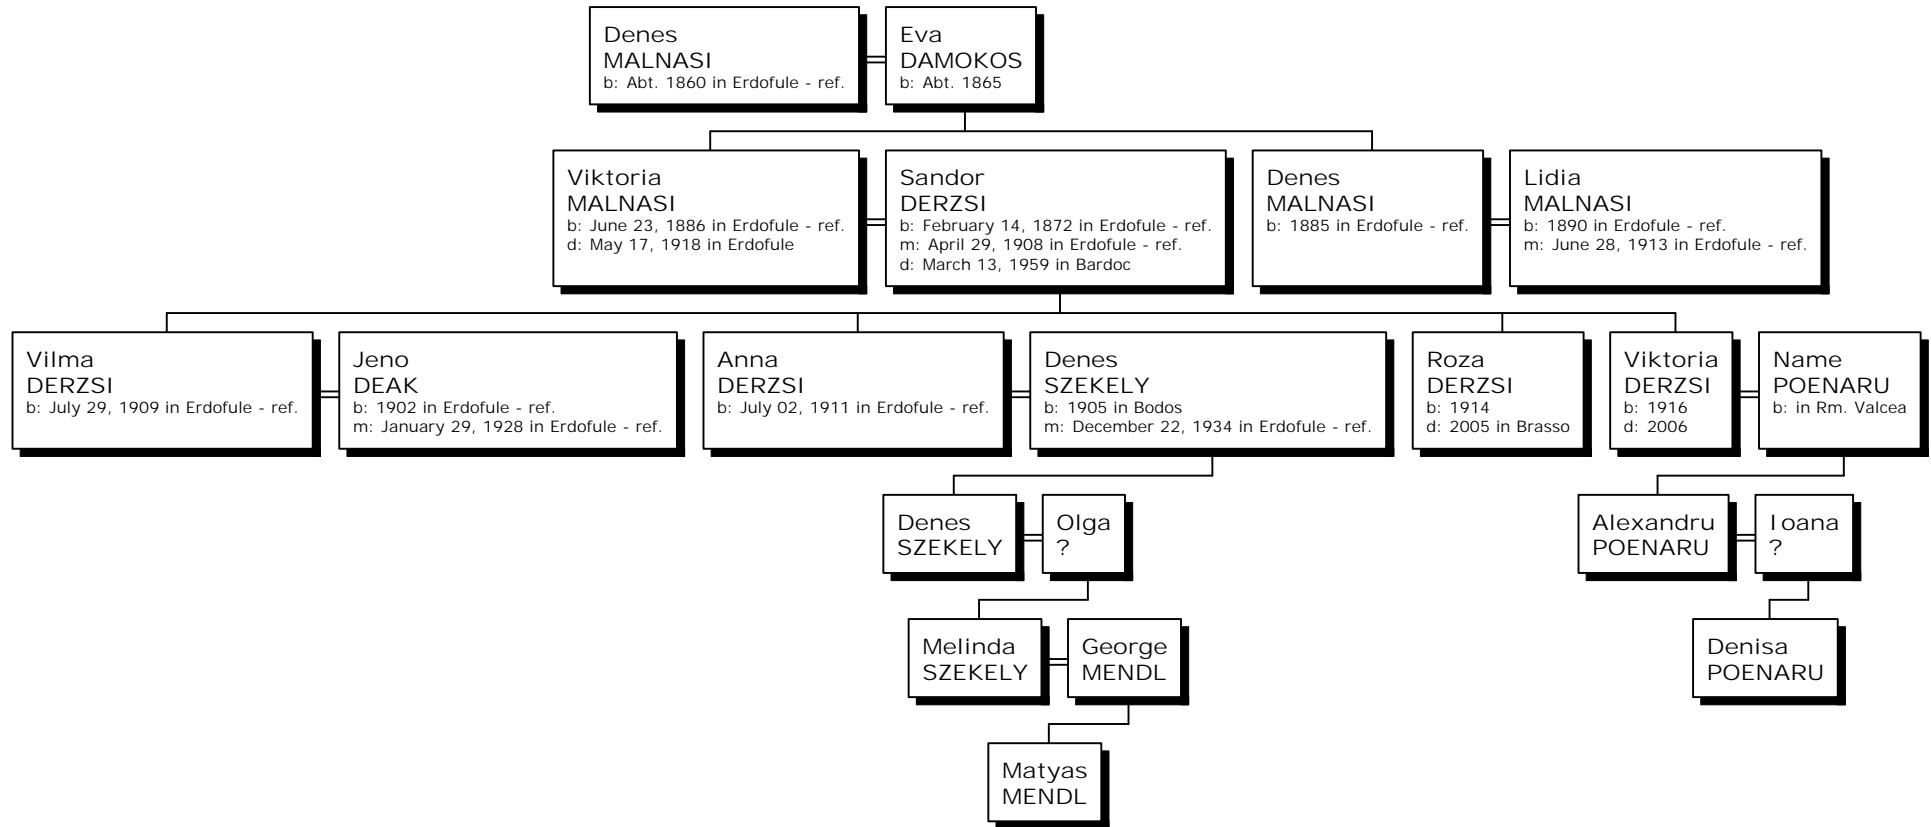 Denes
MALNASI
b: Abt. 1860 in Erdofule - ref.
Eva
DAMOKOS
b: Abt. 1865
Viktoria
MALNASI
b: June 23, 1886 in Erdofule - ref.
d: May 17, 1918 in Erdofule
Sandor
DERZSI
b: February 14, 1872 in Erdofule - ref.
m: April 29, 1908 in Erdofule - ref.
d: March 13, 1959 in Bardoc
Denes
MALNASI
b: 1885 in Erdofule - ref.
Lidia
MALNASI
b: 1890 in Erdofule - ref.
m: June 28, 1913 in Erdofule - ref.
Vilma
DERZSI
b: July 29, 1909 in Erdofule - ref.
Jeno
DEAK
b: 1902 in Erdofule - ref.
m: January 29, 1928 in Erdofule - ref.
Anna
DERZSI
b: July 02, 1911 in Erdofule - ref.
Denes
SZEKELY
b: 1905 in Bodos
m: December 22, 1934 in Erdofule - ref.
Roza
DERZSI
b: 1914
d: 2005 in Brasso
Viktoria
DERZSI
b: 1916
d: 2006
Name
POENARU
b: in Rm. Valcea
Denes
SZEKELY
Olga
?
Alexandru
POENARU
Ioana
?
Melinda
SZEKELY
George
MENDL
Denisa
POENARU
Matyas
MENDL